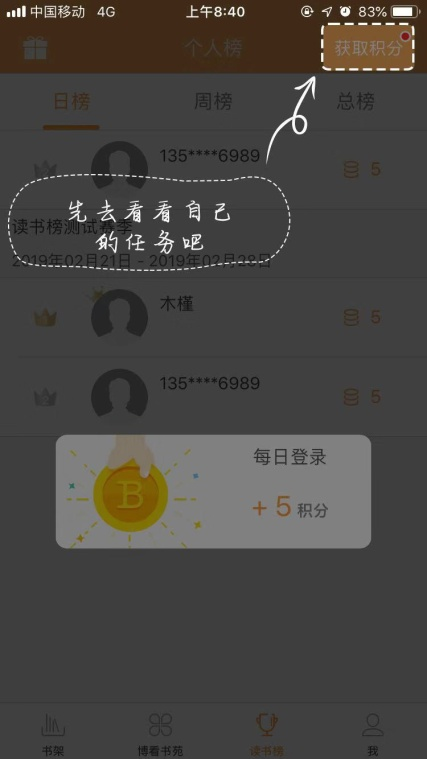 中国移动 4G 上午8:40 83%
个人榜 获取积分
日榜 周榜 总榜
135****6989 5
先去看看自己
读书榜测试赛季
的任务吧
2019年02月21日 - 2019年02月28日
木槿 5
135****6989 5
每日登录
B
+ 5 积分
书架 博看书苑 读书榜 我